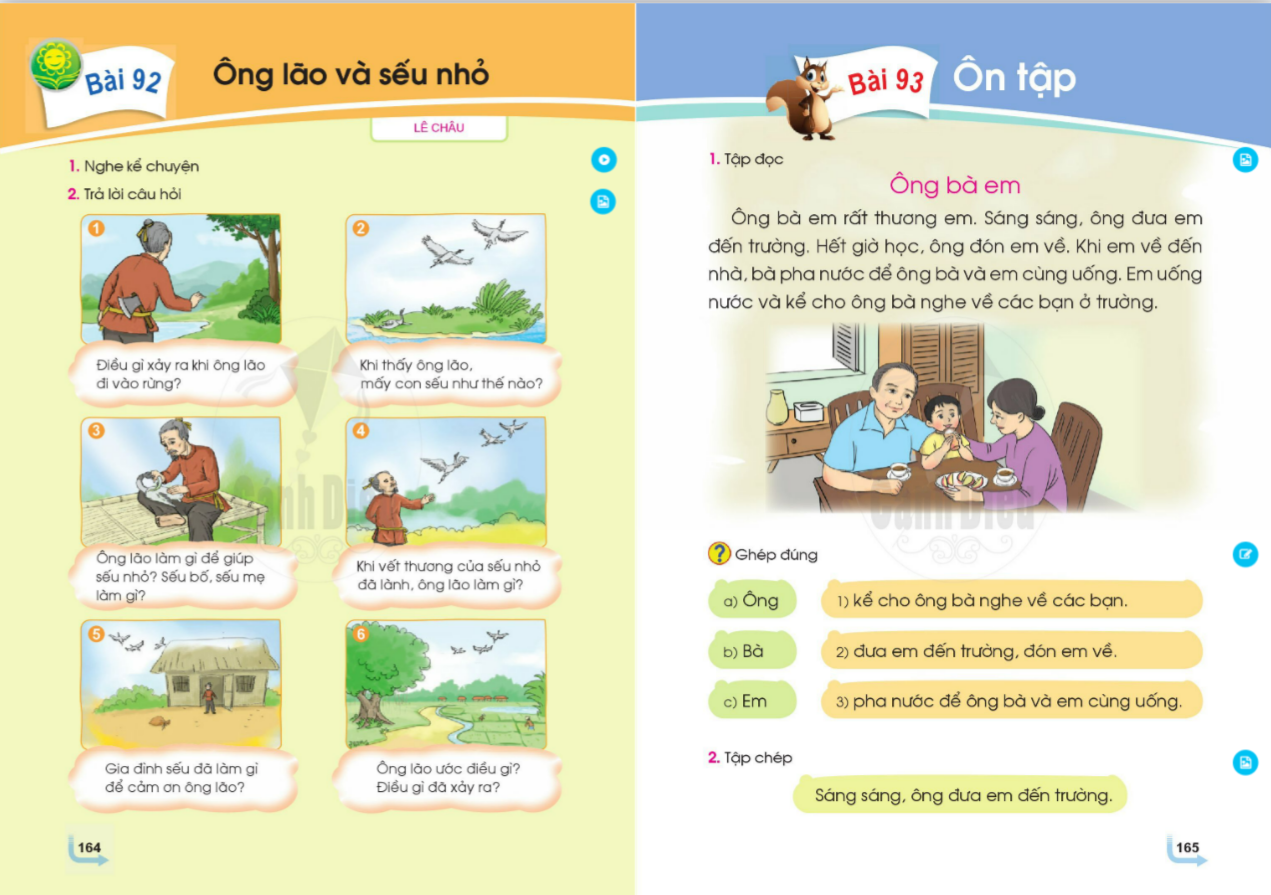 Bài 92
Ông lão và sếu nhỏ
LÊ CHÂU
1. Nghe kể chuyện
2. Trả lời câu hỏi
1
Điều gì xảy ra khi ông lão
đi vào rừng?
2
Khi thấy ông lão,
mấy con sếu như thế nào?
3
Ông lão làm gì để giúp
sếu nhỏ? Sếu bố, sếu mẹ
làm gì?
4
Khi vết thương của sếu nhỏ
đã lành, ông lão làm gì?
5
Gia đình sếu đã làm gì
để cảm ơn ông lão?
6
Ông lão ước điều gì?
Điều gì đã xảy ra?
164
Bài 93
Ôn tập
1. Tập đọc
Ông bà em
Ông bà em rất thương em. Sáng sáng, ông đưa em
đến trường. Hết giờ học, ông đón em về. Khi em về đến
nhà, bà pha nước để ông bà và em cùng uống. Em uống
nước và kể cho ông bà nghe về các bạn ở trường.
Cánh Diều
Cánh Diều
? Ghép đúng
a) Ông
1) kể cho ông bà nghe về các bạn.
b) Bà
2) đưa em đến trường, đón em về.
c) Em
3) pha nước để ông bà và em cùng uống.
2. Tập chép
Sáng sáng, ông đưa em đến trường.
165